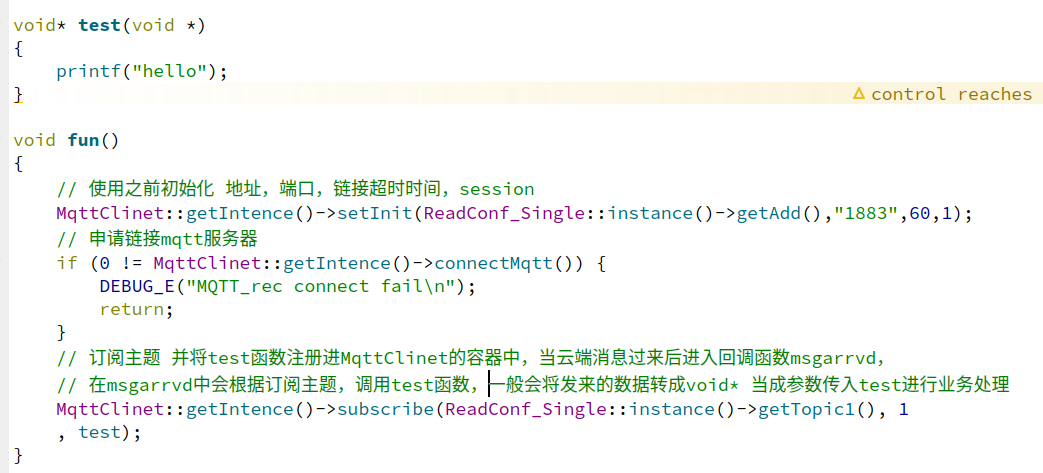 void* test(void *)
{
    printf("hello");
}
control reaches
void fun()
{
    // 使用之前初始化 地址，端口，链接超时时间，session
    MqttClinet::getIntence()->setInit(ReadConf_Single::instance()->getAdd(),"1883",60,1);
    // 申请链接mqtt服务器
    if (0 != MqttClinet::getIntence()->connectMqtt()) {
        DEBUG_E("MQTT_rec connect fail\n");
        return;
    }
    // 订阅主题 并将test函数注册进MqttClinet的容器中，当云端消息过来后进入回调函数msgarrvd，
    // 在msgarrvd中会根据订阅主题，调用test函数，一般会将发来的数据转成void* 当成参数传入test进行业务处理
    MqttClinet::getIntence()->subscribe(ReadConf_Single::instance()->getTopic1(), 1
    , test);
}